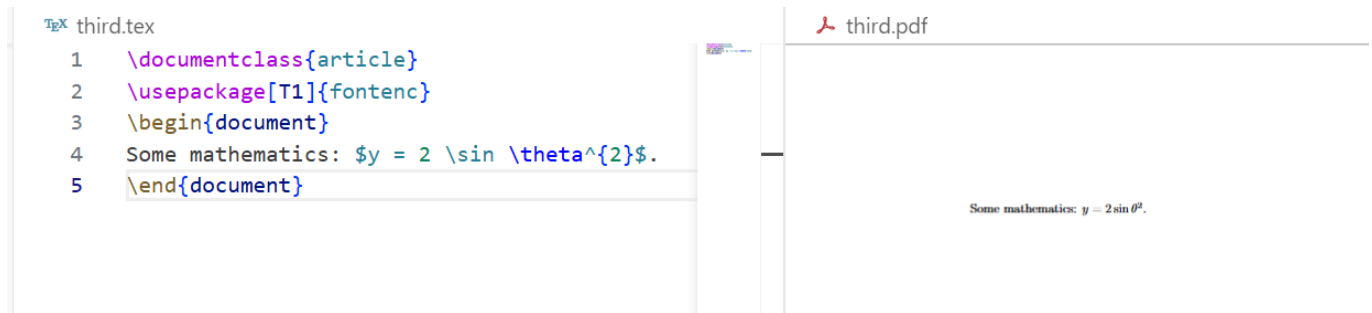 TEX third.tex
third.pdf
1 \documentclass{article}
2 \usepackage[T1]{fontenc}
3 \begin{document}
4 Some mathematics: $y = 2 \sin \theta^{2}$.
5 \end{document}
Some mathematics: y = 2 sin θ².